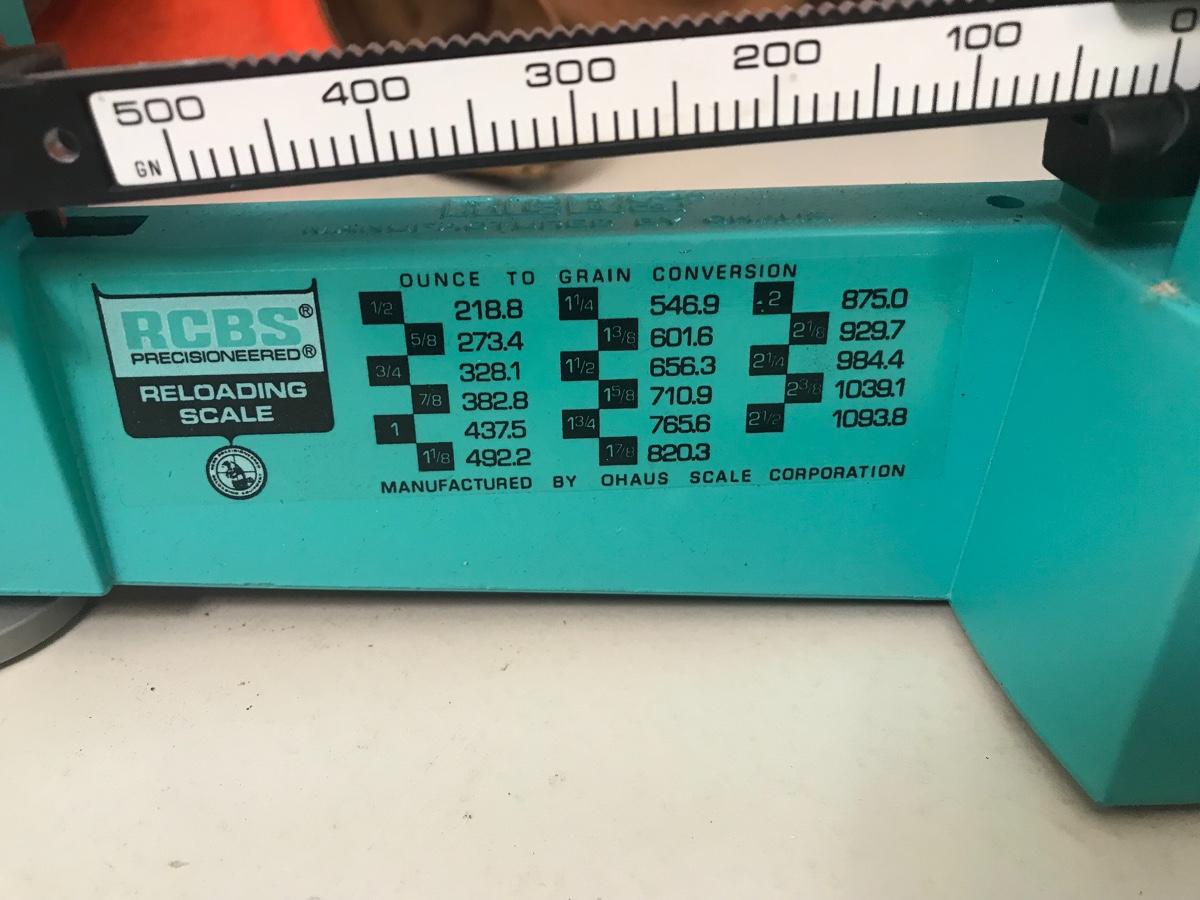 500 400 300 200 100 0
GN
OUNCE TO GRAIN CONVERSION
RCBS®
PRECISIONEERED®
RELOADING
SCALE
1/2 218.8 1 1/4 546.9 2 875.0
5/8 273.4 1 3/8 601.6 2 1/8 929.7
3/4 328.1 1 1/2 656.3 2 1/4 984.4
7/8 382.8 1 5/8 710.9 2 3/8 1039.1
1 437.5 1 3/4 765.6 2 1/2 1093.8
1 1/8 492.2 1 7/8 820.3
MANUFACTURED BY OHAUS SCALE CORPORATION